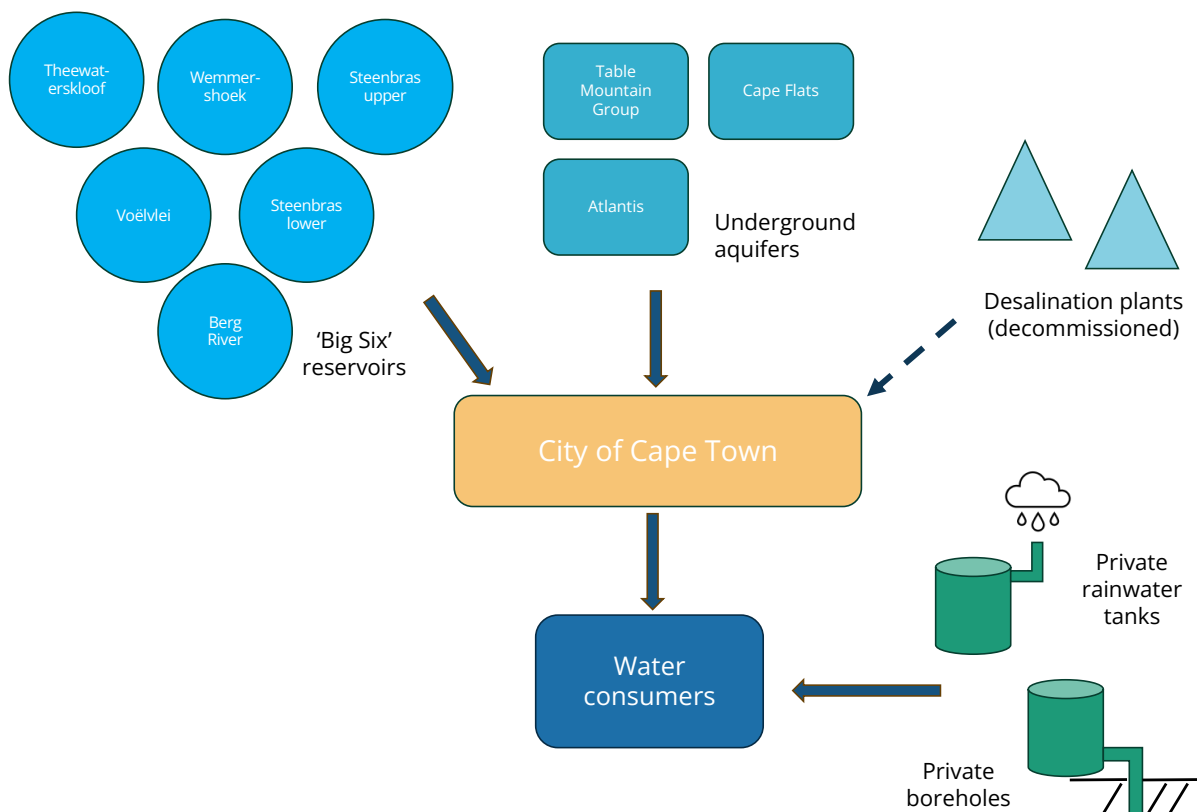 Theewat-
erskloof
Wemmer-
shoek
Steenbras
upper
Voëlvlei
Steenbras
lower
Berg
River
‘Big Six’
reservoirs
Table
Mountain
Group
Cape Flats
Atlantis
Underground
aquifers
Desalination plants
(decommissioned)
City of Cape Town
Private
rainwater
tanks
Water
consumers
Private
boreholes